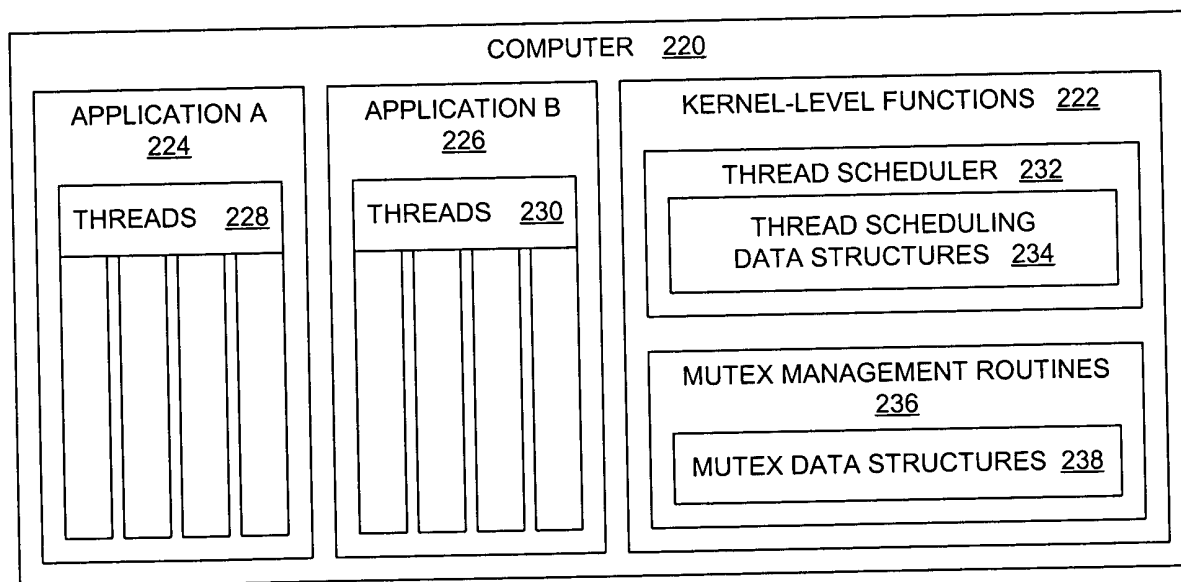 COMPUTER 220
APPLICATION A
224
THREADS 228
APPLICATION B
226
THREADS 230
KERNEL-LEVEL FUNCTIONS 222
THREAD SCHEDULER 232
THREAD SCHEDULING
DATA STRUCTURES 234
MUTEX MANAGEMENT ROUTINES
236
MUTEX DATA STRUCTURES 238